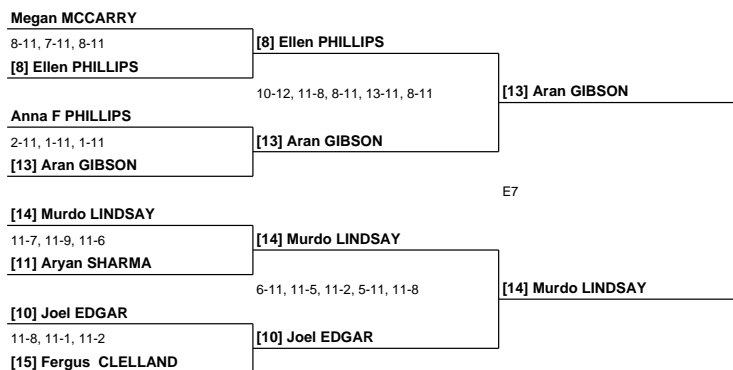 Megan MCCARRY
8-11, 7-11, 8-11
[8] Ellen PHILLIPS
[8] Ellen PHILLIPS
10-12, 11-8, 8-11, 13-11, 8-11
[13] Aran GIBSON
Anna F PHILLIPS
2-11, 1-11, 1-11
[13] Aran GIBSON
[13] Aran GIBSON
E7
[14] Murdo LINDSAY
11-7, 11-9, 11-6
[14] Murdo LINDSAY
[11] Aryan SHARMA
6-11, 11-5, 11-2, 5-11, 11-8
[14] Murdo LINDSAY
[10] Joel EDGAR
11-8, 11-1, 11-2
[10] Joel EDGAR
[15] Fergus CLELLAND